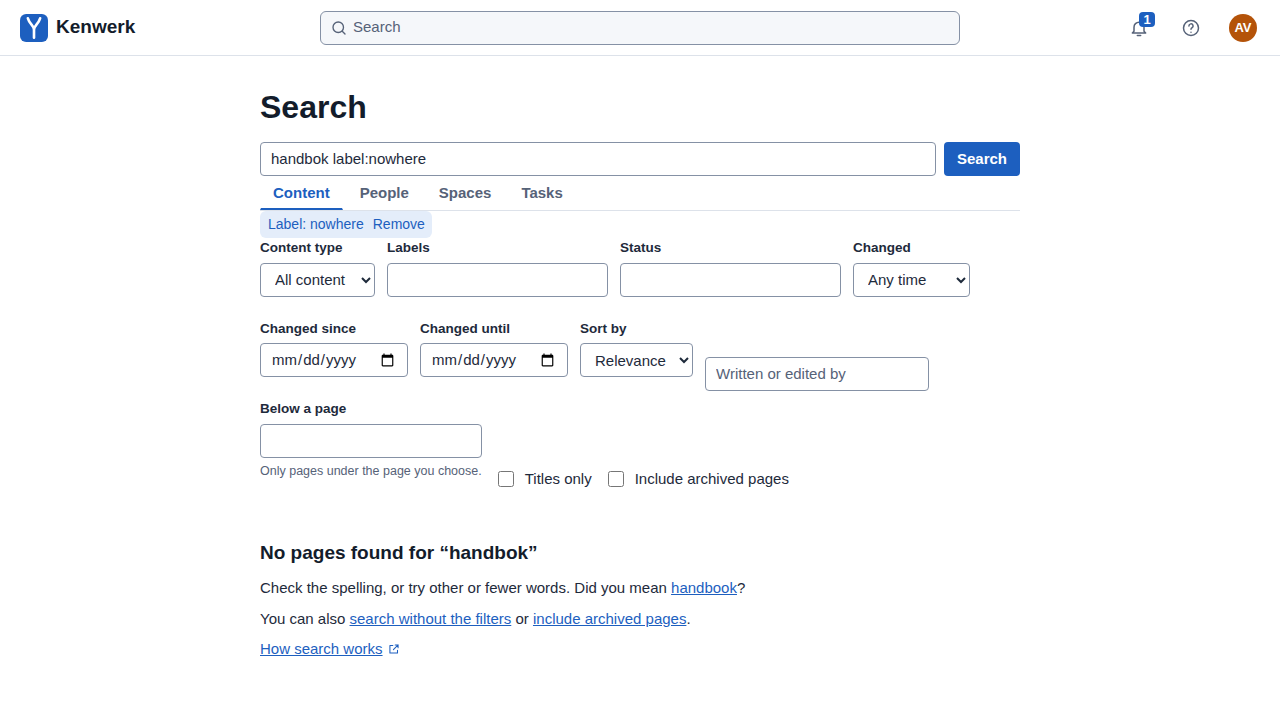 Kenwerk
Search
1
AV
Search
handbok label:nowhere
Search
Content People Spaces Tasks
Label: nowhere Remove
Content type Labels Status Changed
All content Any time
Changed since Changed until Sort by
mm/dd/yyyy mm/dd/yyyy Relevance
Written or edited by
Below a page
Only pages under the page you choose.
Titles only Include archived pages
No pages found for “handbok”
Check the spelling, or try other or fewer words. Did you mean handbook?
You can also search without the filters or include archived pages.
How search works